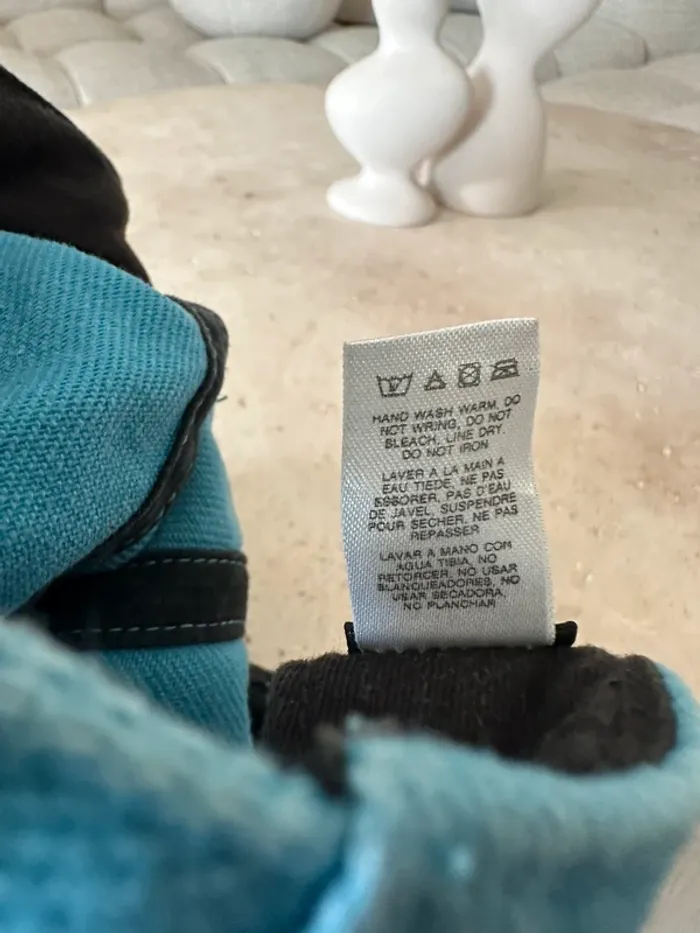 HAND WASH WARM, DO
NOT WRING, DO NOT
BLEACH, LINE DRY.
DO NOT IRON
LAVER A LA MAIN A
EAU TIEDE, NE PAS
ESSORER, PAS D'EAU
DE JAVEL, SUSPENDRE
POUR SECHER, NE PAS
REPASSER
LAVAR A MANO COM
AGUA TIBIA, NO
RETORCER, NO USAR
BLANQUEADORES, NO
USAR SECADORA,
NO PLANCHAR